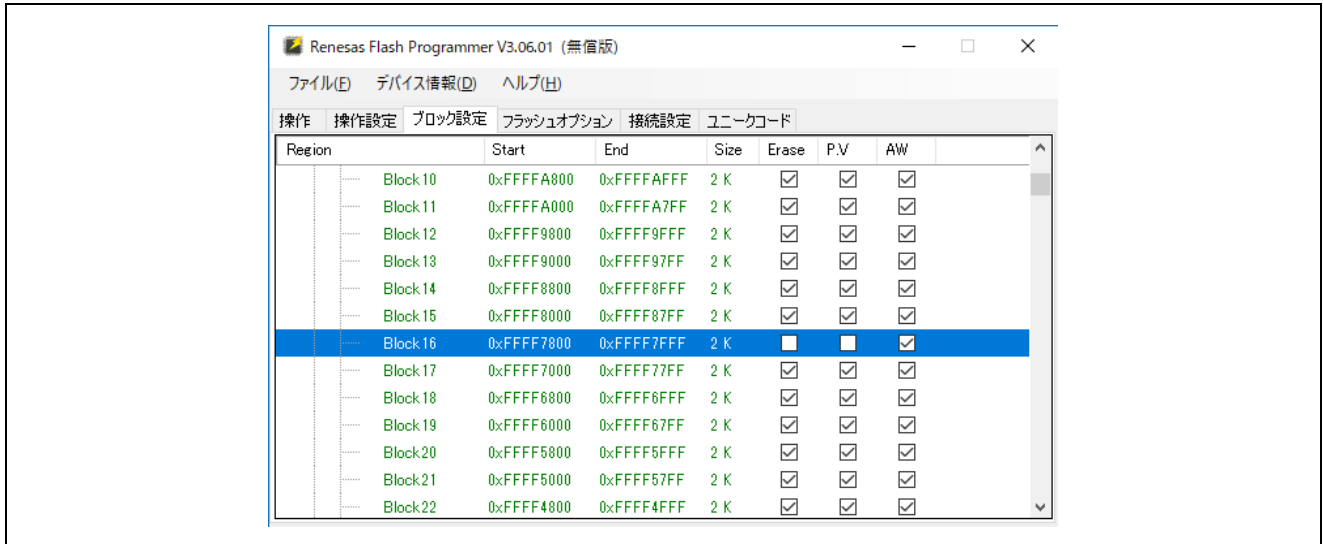 Renesas Flash Programmer V3.06.01 (無償版)
ファイル(F) デバイス情報(D) ヘルプ(H)
操作 操作設定 ブロック設定 フラッシュオプション 接続設定 ユニークコード
Region Start End Size Erase P.V AW
Block10 0xFFFFA800 0xFFFFAFFF 2 K
Block11 0xFFFFA000 0xFFFFA7FF 2 K
Block12 0xFFFF9800 0xFFFF9FFF 2 K
Block13 0xFFFF9000 0xFFFF97FF 2 K
Block14 0xFFFF8800 0xFFFF8FFF 2 K
Block15 0xFFFF8000 0xFFFF87FF 2 K
Block16 0xFFFF7800 0xFFFF7FFF 2 K
Block17 0xFFFF7000 0xFFFF77FF 2 K
Block18 0xFFFF6800 0xFFFF6FFF 2 K
Block19 0xFFFF6000 0xFFFF67FF 2 K
Block20 0xFFFF5800 0xFFFF5FFF 2 K
Block21 0xFFFF5000 0xFFFF57FF 2 K
Block22 0xFFFF4800 0xFFFF4FFF 2 K